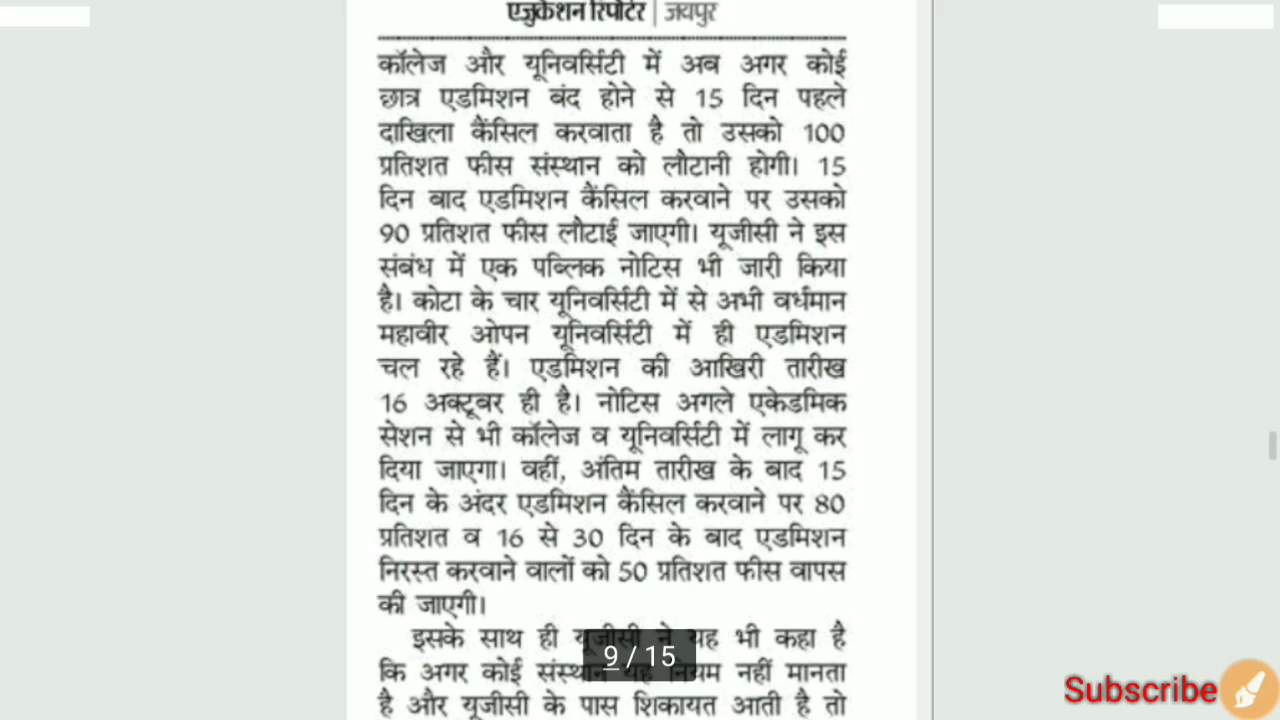 एजुकेशन रिपोर्टर | जयपुर
कॉलेज और यूनिवर्सिटी में अब अगर कोई
छात्र एडमिशन बंद होने से 15 दिन पहले
दाखिला कैंसिल करवाता है तो उसको 100
प्रतिशत फीस संस्थान को लौटानी होगी। 15
दिन बाद एडमिशन कैंसिल करवाने पर उसको
90 प्रतिशत फीस लौटाई जाएगी। यूजीसी ने इस
संबंध में एक पब्लिक नोटिस भी जारी किया
है। कोटा के चार यूनिवर्सिटी में से अभी वर्धमान
महावीर ओपन यूनिवर्सिटी में ही एडमिशन
चल रहे हैं। एडमिशन की आखिरी तारीख
16 अक्टूबर ही है। नोटिस अगले एकेडमिक
सेशन से भी कॉलेज व यूनिवर्सिटी में लागू कर
दिया जाएगा। वहीं, अंतिम तारीख के बाद 15
दिन के अंदर एडमिशन कैंसिल करवाने पर 80
प्रतिशत व 16 से 30 दिन के बाद एडमिशन
निरस्त करवाने वालों को 50 प्रतिशत फीस वापस
की जाएगी।
इसके साथ ही यूजीसी ने यह भी कहा है
कि अगर कोई संस्थान यह नियम नहीं मानता
है और यूजीसी के पास शिकायत आती है तो
9 / 15
Subscribe